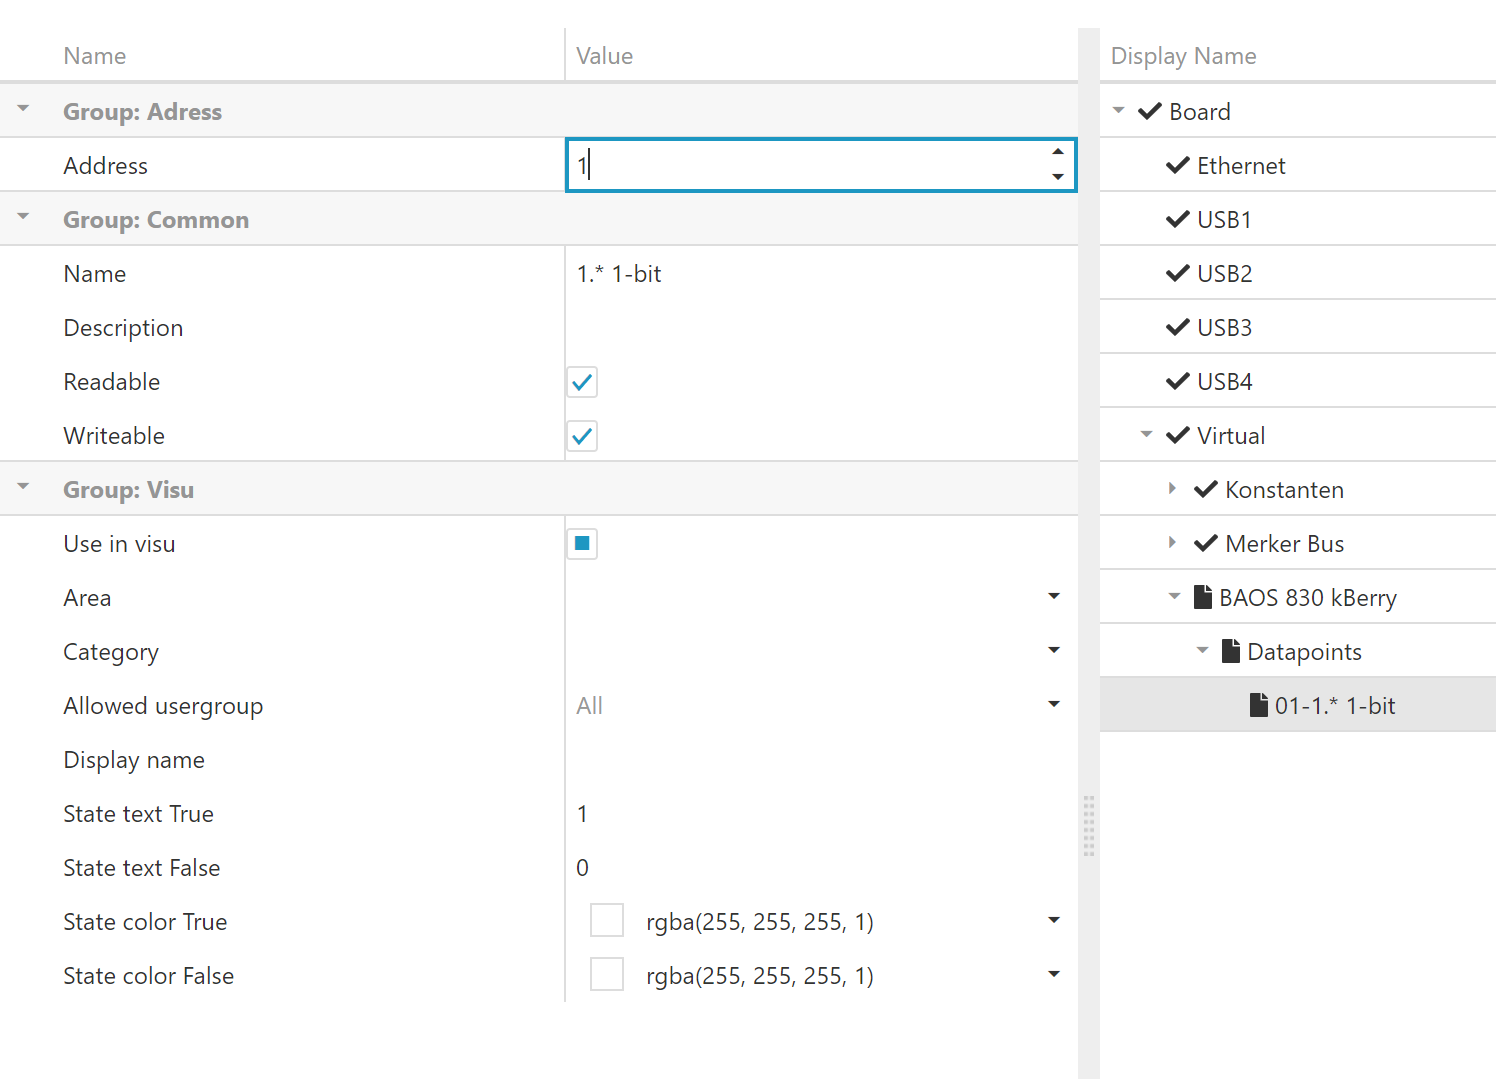 Name Value
Group: Adress
Address 1
Group: Common
Name 1.* 1-bit
Description
Readable
Writeable
Group: Visu
Use in visu
Area
Category
Allowed usergroup All
Display name
State text True 1
State text False 0
State color True rgba(255, 255, 255, 1)
State color False rgba(255, 255, 255, 1)
Display Name
Board
Ethernet
USB1
USB2
USB3
USB4
Virtual
Konstanten
Merker Bus
BAOS 830 kBerry
Datapoints
01-1.* 1-bit